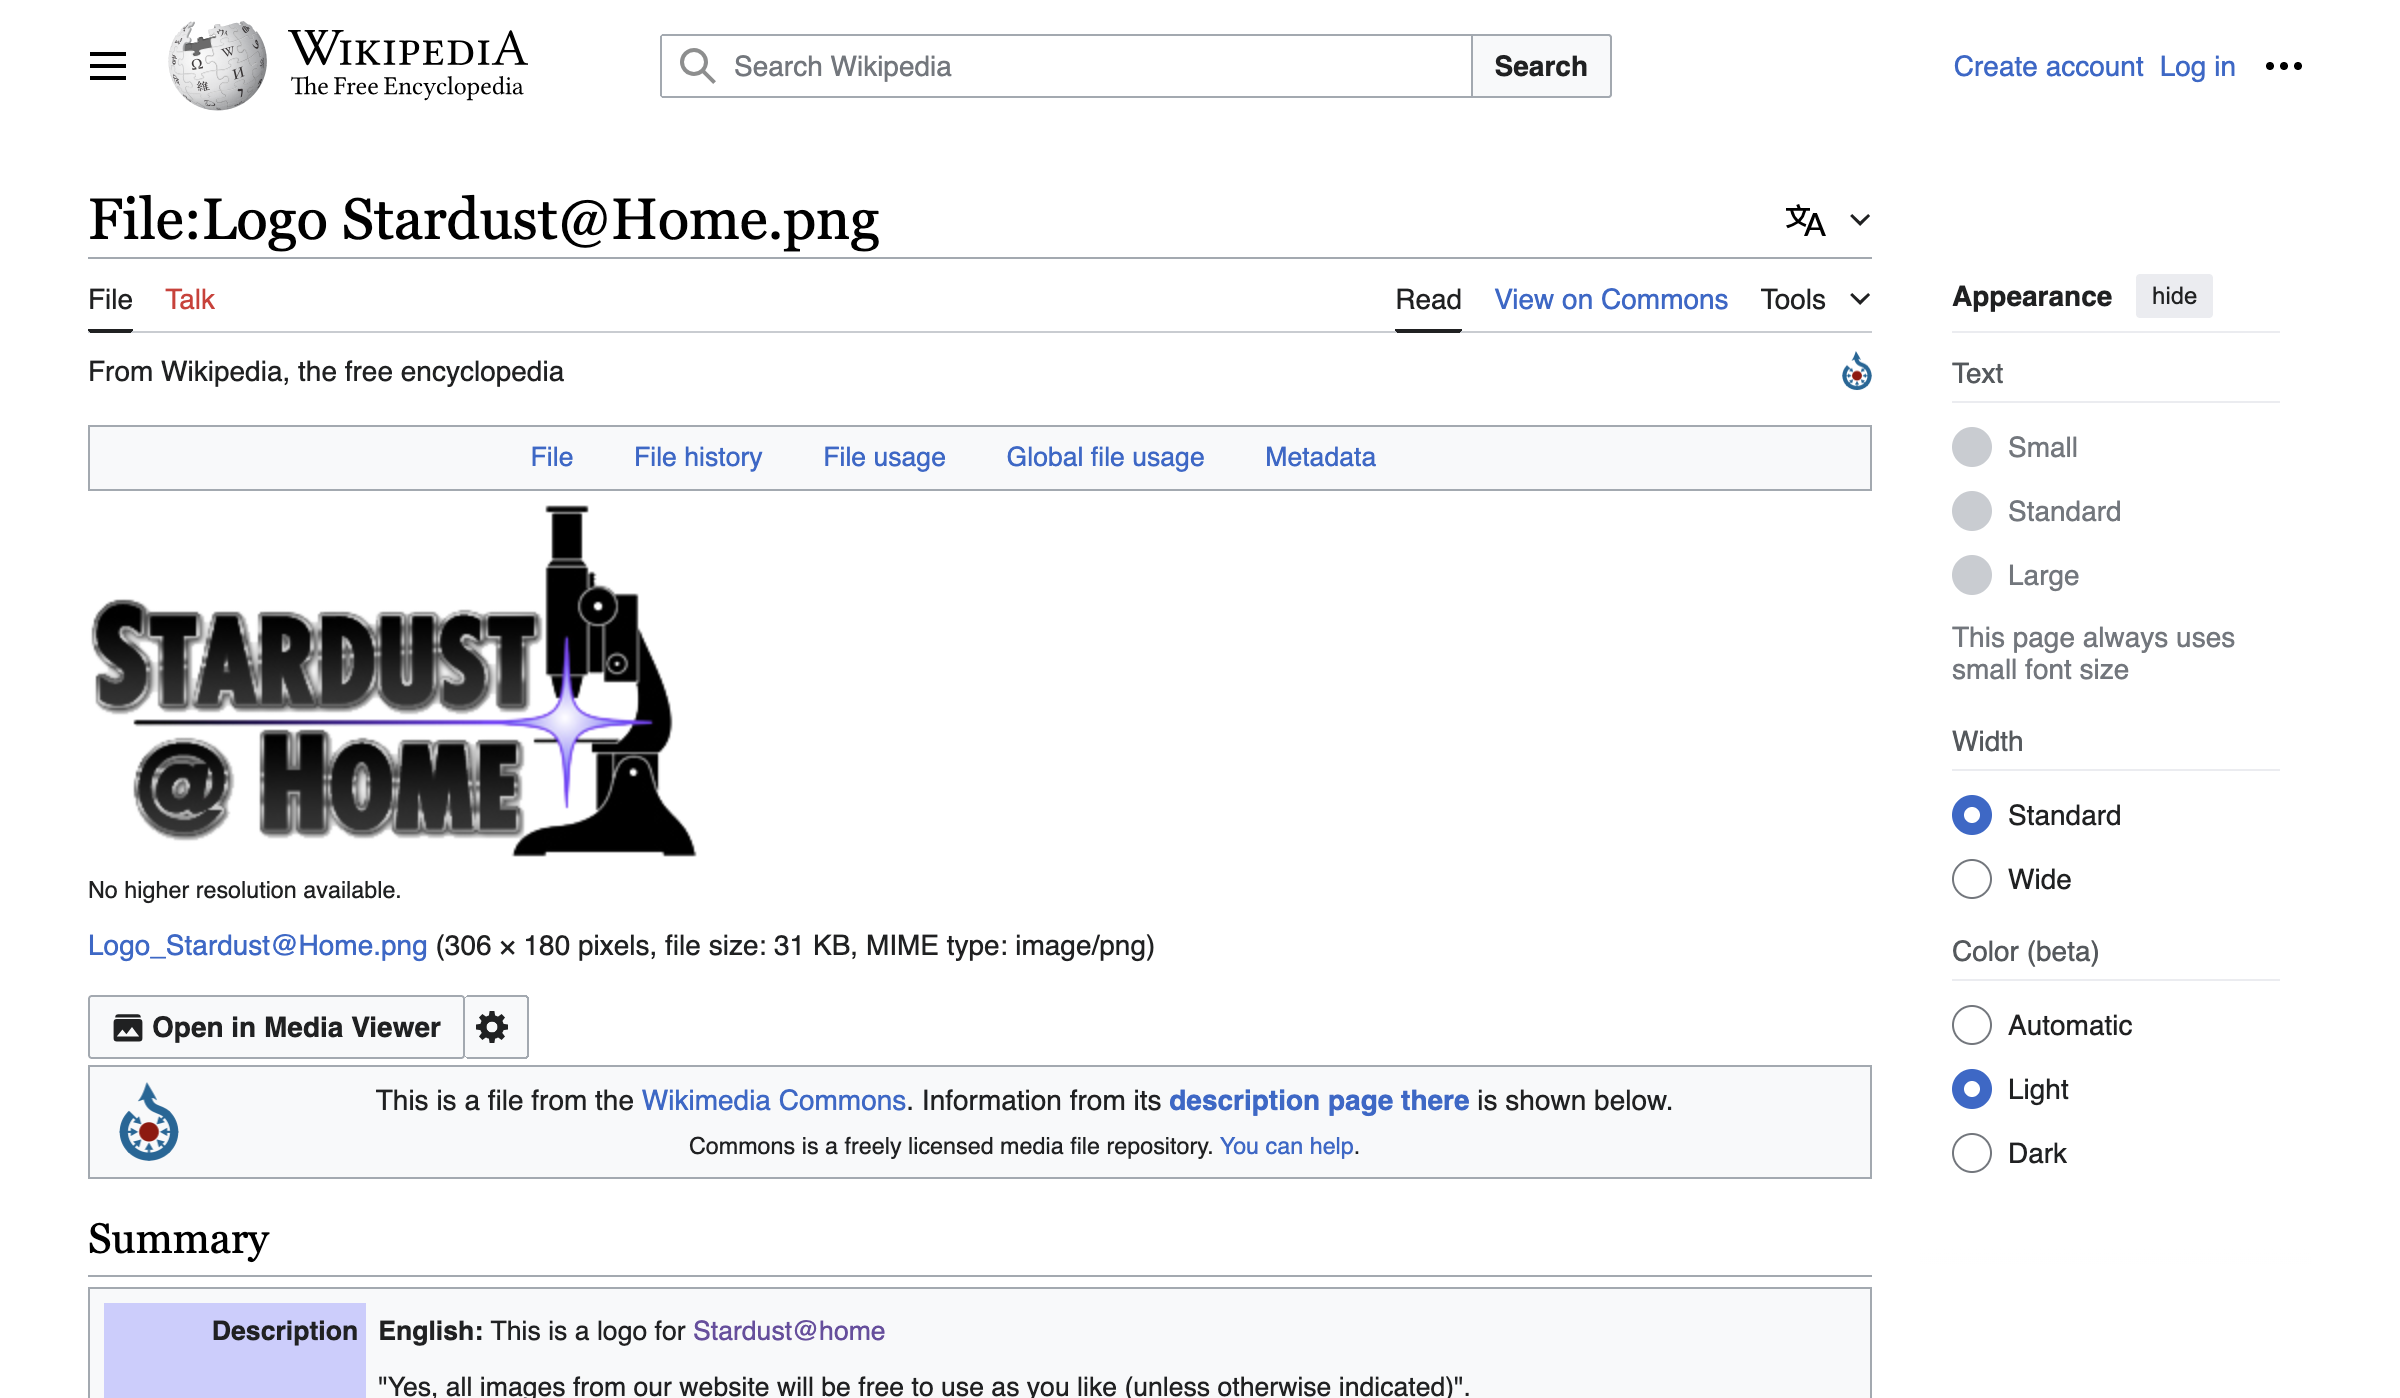 WIKIPEDIA
The Free Encyclopedia
Search Wikipedia
Search
Create account Log in
File:Logo Stardust@Home.png
File Talk
Read View on Commons Tools
From Wikipedia, the free encyclopedia
File File history File usage Global file usage Metadata
STARDUST
@ HOME
No higher resolution available.
Logo_Stardust@Home.png (306 × 180 pixels, file size: 31 KB, MIME type: image/png)
Open in Media Viewer
This is a file from the Wikimedia Commons. Information from its description page there is shown below.
Commons is a freely licensed media file repository. You can help.
Summary
Description English: This is a logo for Stardust@home
"Yes, all images from our website will be free to use as you like (unless otherwise indicated)".
Appearance hide
Text
Small
Standard
Large
This page always uses
small font size
Width
Standard
Wide
Color (beta)
Automatic
Light
Dark